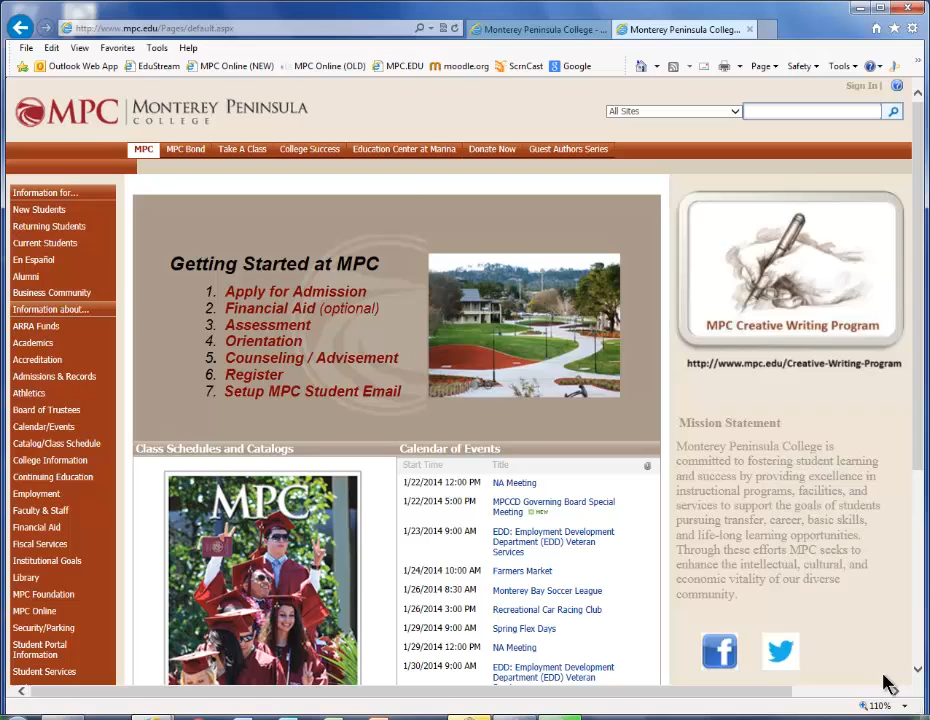 http://www.mpc.edu/Pages/default.aspx
Monterey Peninsula College - ...
Monterey Peninsula Colleg...
File Edit View Favorites Tools Help
Outlook Web App EduStream MPC Online (NEW) MPC Online (OLD) MPC.EDU moodle.org ScrnCast Google
Page Safety Tools
Sign In |
MPC MONTEREY PENINSULA
COLLEGE
All Sites
MPC MPC Bond Take A Class College Success Education Center at Marina Donate Now Guest Authors Series
Information for...
New Students
Returning Students
Current Students
En Español
Alumni
Business Community
Information about...
ARRA Funds
Academics
Accreditation
Admissions & Records
Athletics
Board of Trustees
Calendar/Events
Catalog/Class Schedule
College Information
Continuing Education
Employment
Faculty & Staff
Financial Aid
Fiscal Services
Institutional Goals
Library
MPC Foundation
MPC Online
Security/Parking
Student Portal
Information
Student Services
Getting Started at MPC
1. Apply for Admission
2. Financial Aid (optional)
3. Assessment
4. Orientation
5. Counseling / Advisement
6. Register
7. Setup MPC Student Email
Class Schedules and Catalogs
MPC
Calendar of Events
Start Time Title
1/22/2014 12:00 PM NA Meeting
1/22/2014 5:00 PM MPCCD Governing Board Special
Meeting NEW
1/23/2014 9:00 AM EDD: Employment Development
Department (EDD) Veteran
Services
1/24/2014 10:00 AM Farmers Market
1/26/2014 8:30 AM Monterey Bay Soccer League
1/26/2014 3:00 PM Recreational Car Racing Club
1/28/2014 9:00 AM Spring Flex Days
1/29/2014 12:00 PM NA Meeting
1/30/2014 9:00 AM EDD: Employment Development
Department (EDD) Veteran
MPC Creative Writing Program
http://www.mpc.edu/Creative-Writing-Program
Mission Statement
Monterey Peninsula College is
committed to fostering student learning
and success by providing excellence in
instructional programs, facilities, and
services to support the goals of students
pursuing transfer, career, basic skills,
and life-long learning opportunities.
Through these efforts MPC seeks to
enhance the intellectual, cultural, and
economic vitality of our diverse
community.
110%